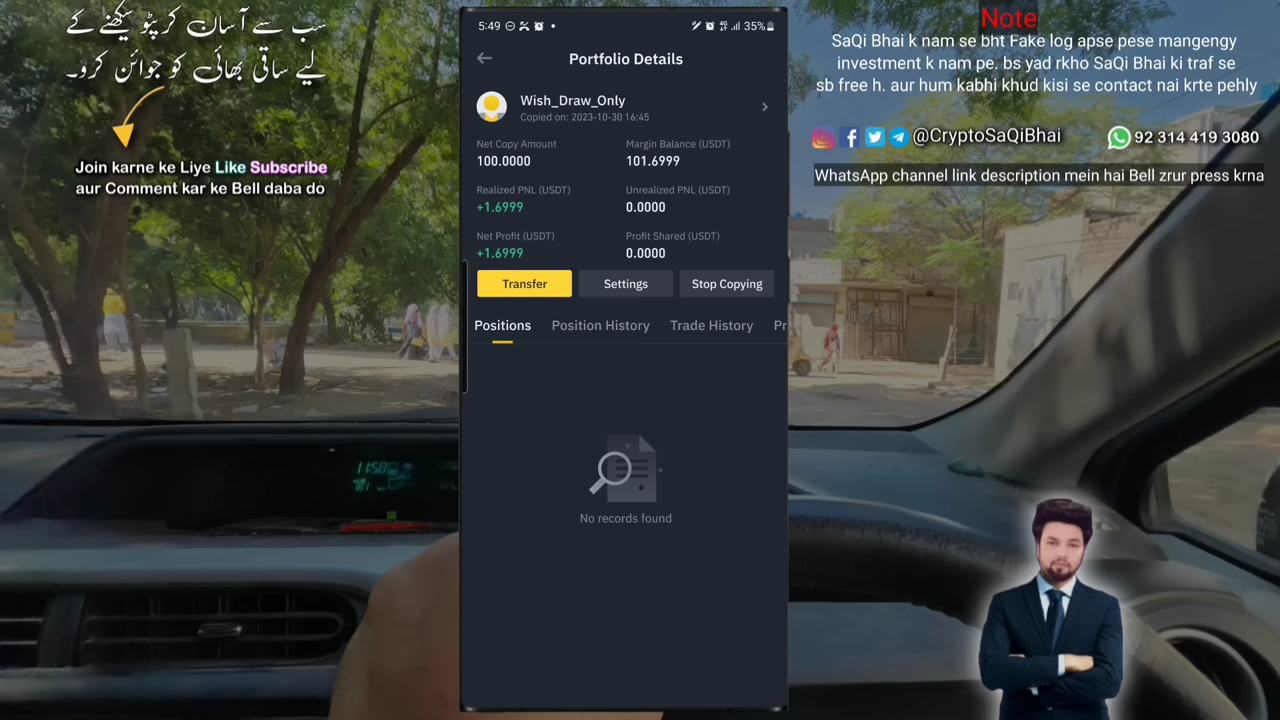 سب سے آسان کرپٹو سیکھنے کے
لیے ساقی بھائی کو جوائن کرو۔
Join karne ke Liye Like Subscribe
aur Comment kar ke Bell daba do
5:49
35%
Portfolio Details
Wish_Draw_Only
Copied on: 2023-10-30 16:45
Net Copy Amount
Margin Balance (USDT)
100.0000
101.6999
Realized PNL (USDT)
Unrealized PNL (USDT)
+1.6999
0.0000
Net Profit (USDT)
Profit Shared (USDT)
+1.6999
0.0000
Transfer
Settings
Stop Copying
Positions
Position History
Trade History
Pr
No records found
Note
SaQi Bhai k nam se bht Fake log apse pese mangengy
investment k nam pe. bs yad rkho SaQi Bhai ki traf se
sb free h. aur hum kabhi khud kisi se contact nai krte pehly
@CryptoSaQiBhai
92 314 419 3080
WhatsApp channel link description mein hai Bell zrur press krna
1158